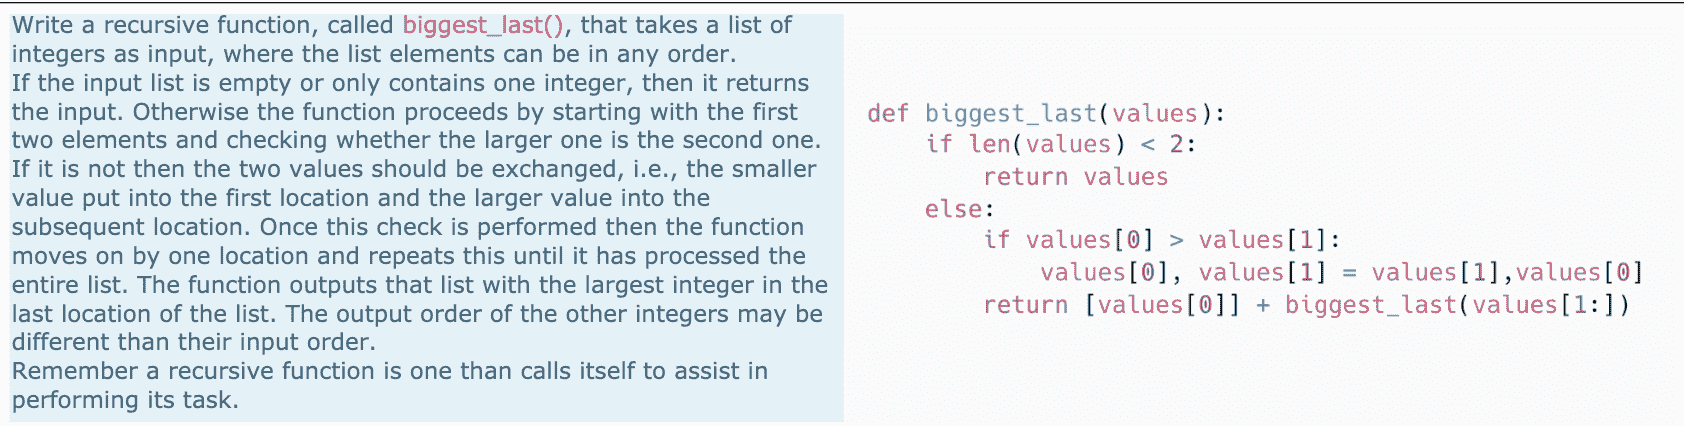 Write a recursive function, called biggest_last(), that takes a list of
integers as input, where the list elements can be in any order.
If the input list is empty or only contains one integer, then it returns
the input. Otherwise the function proceeds by starting with the first
two elements and checking whether the larger one is the second one.
If it is not then the two values should be exchanged, i.e., the smaller
value put into the first location and the larger value into the
subsequent location. Once this check is performed then the function
moves on by one location and repeats this until it has processed the
entire list. The function outputs that list with the largest integer in the
last location of the list. The output order of the other integers may be
different than their input order.
Remember a recursive function is one than calls itself to assist in
performing its task.
def biggest_last(values):
    if len(values) < 2:
        return values
    else:
        if values[0] > values[1]:
            values[0], values[1] = values[1],values[0]
        return [values[0]] + biggest_last(values[1:])